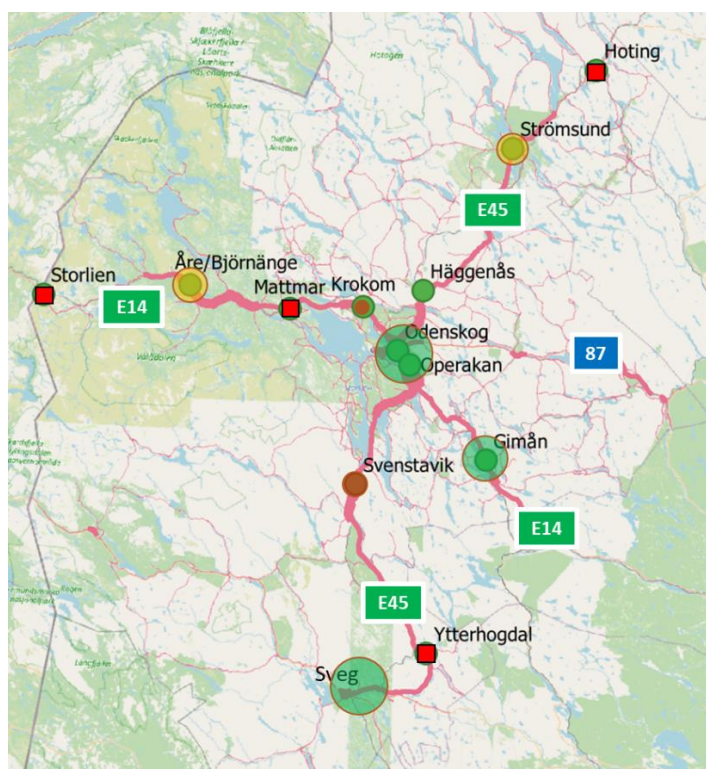 Hoting
Strömsund
E45
Åre/Björnänge
Storlien
Mattmar
Krokom
Häggenås
E14
Odenskog
87
Operakan
Gimån
Svenstavik
E14
E45
Ytterhogdal
Sveg